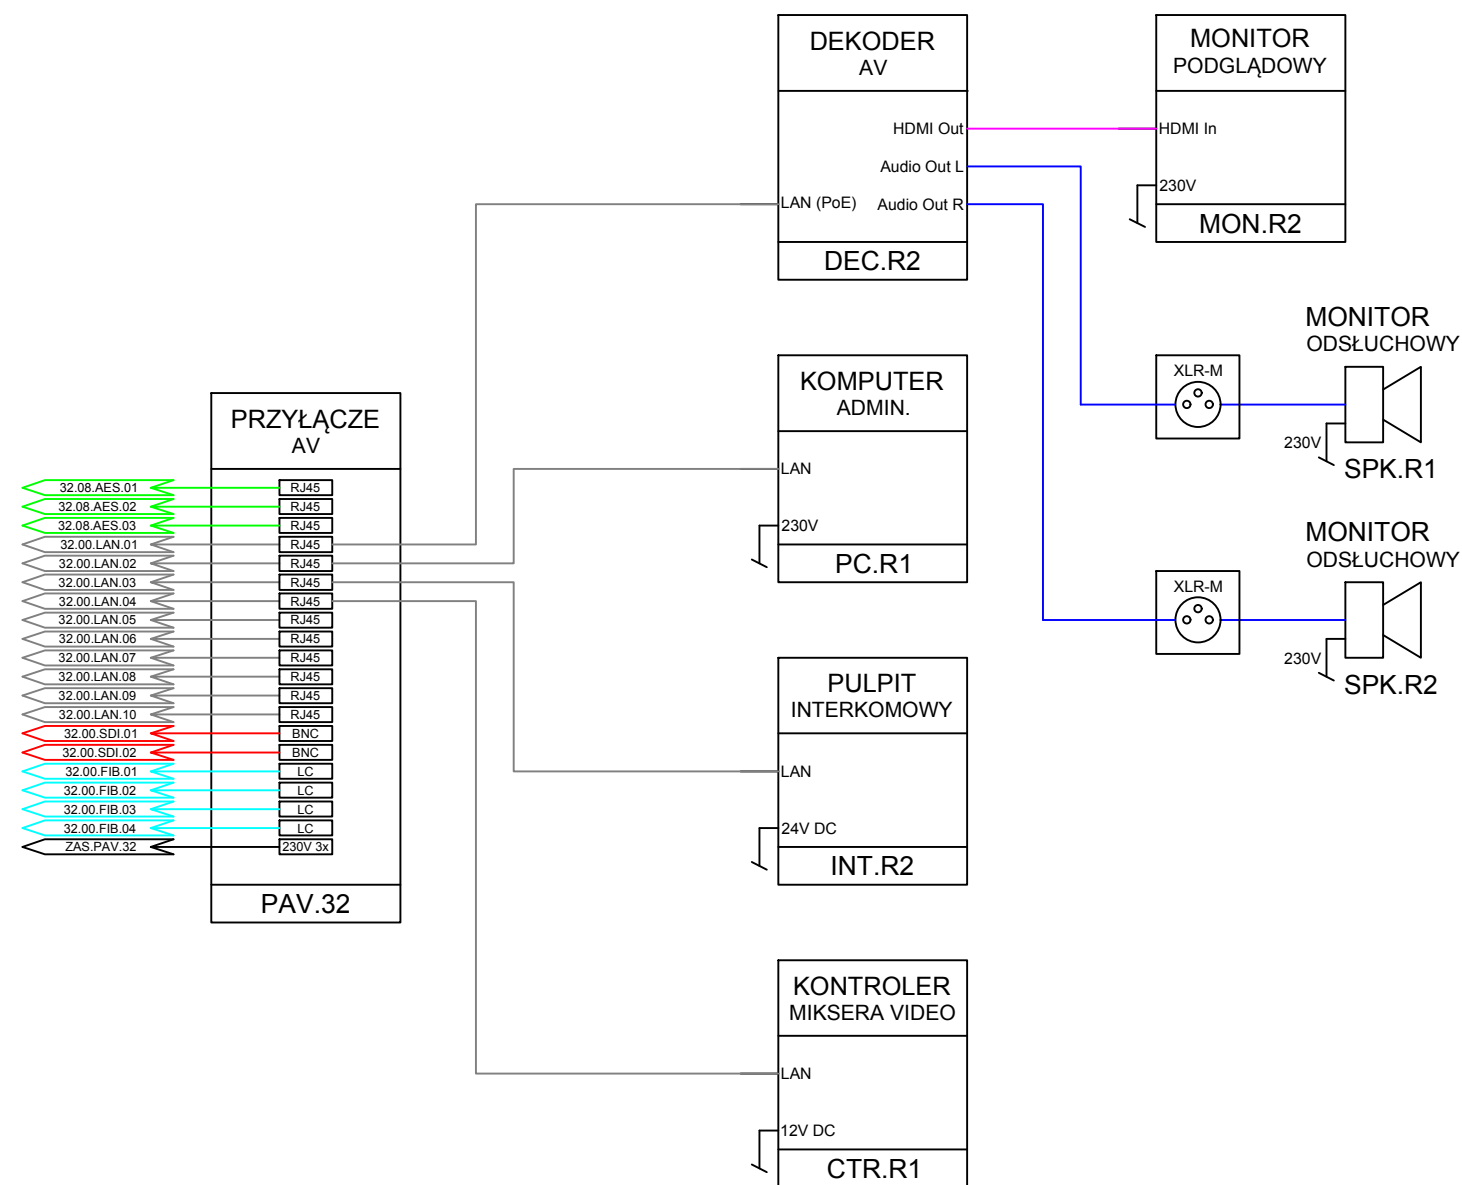 DEKODER
AV
HDMI Out
Audio Out L
LAN (PoE)
Audio Out R
DEC.R2
MONITOR
PODGLĄDOWY
HDMI In
230V
MON.R2
MONITOR
ODSŁUCHOWY
XLR-M
230V
SPK.R1
MONITOR
ODSŁUCHOWY
XLR-M
230V
SPK.R2
KOMPUTER
ADMIN.
LAN
230V
PC.R1
PRZYŁĄCZE
AV
32.08.AES.01 RJ45
32.08.AES.02 RJ45
32.08.AES.03 RJ45
32.00.LAN.01 RJ45
32.00.LAN.02 RJ45
32.00.LAN.03 RJ45
32.00.LAN.04 RJ45
32.00.LAN.05 RJ45
32.00.LAN.06 RJ45
32.00.LAN.07 RJ45
32.00.LAN.08 RJ45
32.00.LAN.09 RJ45
32.00.LAN.10 RJ45
32.00.SDI.01 BNC
32.00.SDI.02 BNC
32.00.FIB.01 LC
32.00.FIB.02 LC
32.00.FIB.03 LC
32.00.FIB.04 LC
ZAS.PAV.32 230V 3x
PAV.32
PULPIT
INTERKOMOWY
LAN
24V DC
INT.R2
KONTROLER
MIKSERA VIDEO
LAN
12V DC
CTR.R1